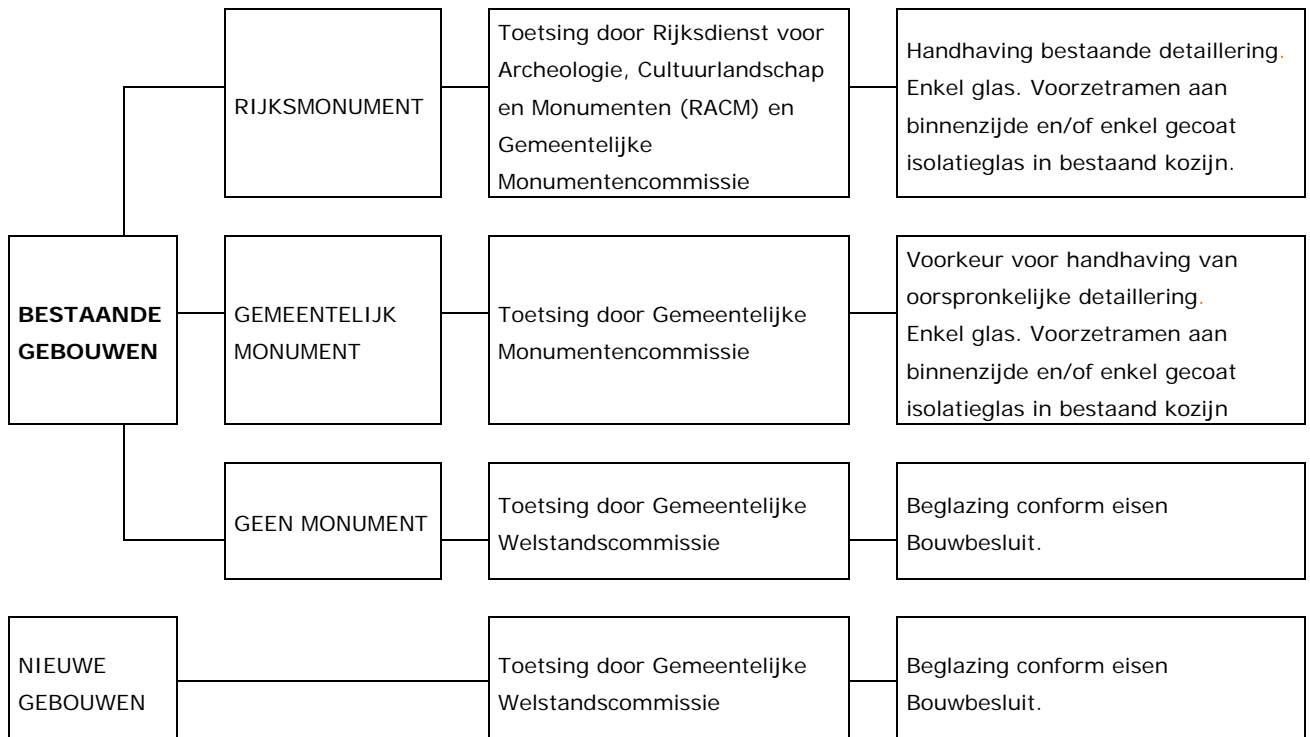 RIJKSMONUMENT
Toetsing door Rijksdienst voor
Archeologie, Cultuurlandschap
en Monumenten (RACM) en
Gemeentelijke
Monumentencommissie
Handhaving bestaande detaillering.
Enkel glas. Voorzetramen aan
binnenzijde en/of enkel gecoat
isolatieglas in bestaand kozijn.
BESTAANDE
GEBOUWEN
GEMEENTELIJK
MONUMENT
Toetsing door Gemeentelijke
Monumentencommissie
Voorkeur voor handhaving van
oorspronkelijke detaillering.
Enkel glas. Voorzetramen aan
binnenzijde en/of enkel gecoat
isolatieglas in bestaand kozijn
GEEN MONUMENT
Toetsing door Gemeentelijke
Welstandscommissie
Beglazing conform eisen
Bouwbesluit.
NIEUWE
GEBOUWEN
Toetsing door Gemeentelijke
Welstandscommissie
Beglazing conform eisen
Bouwbesluit.